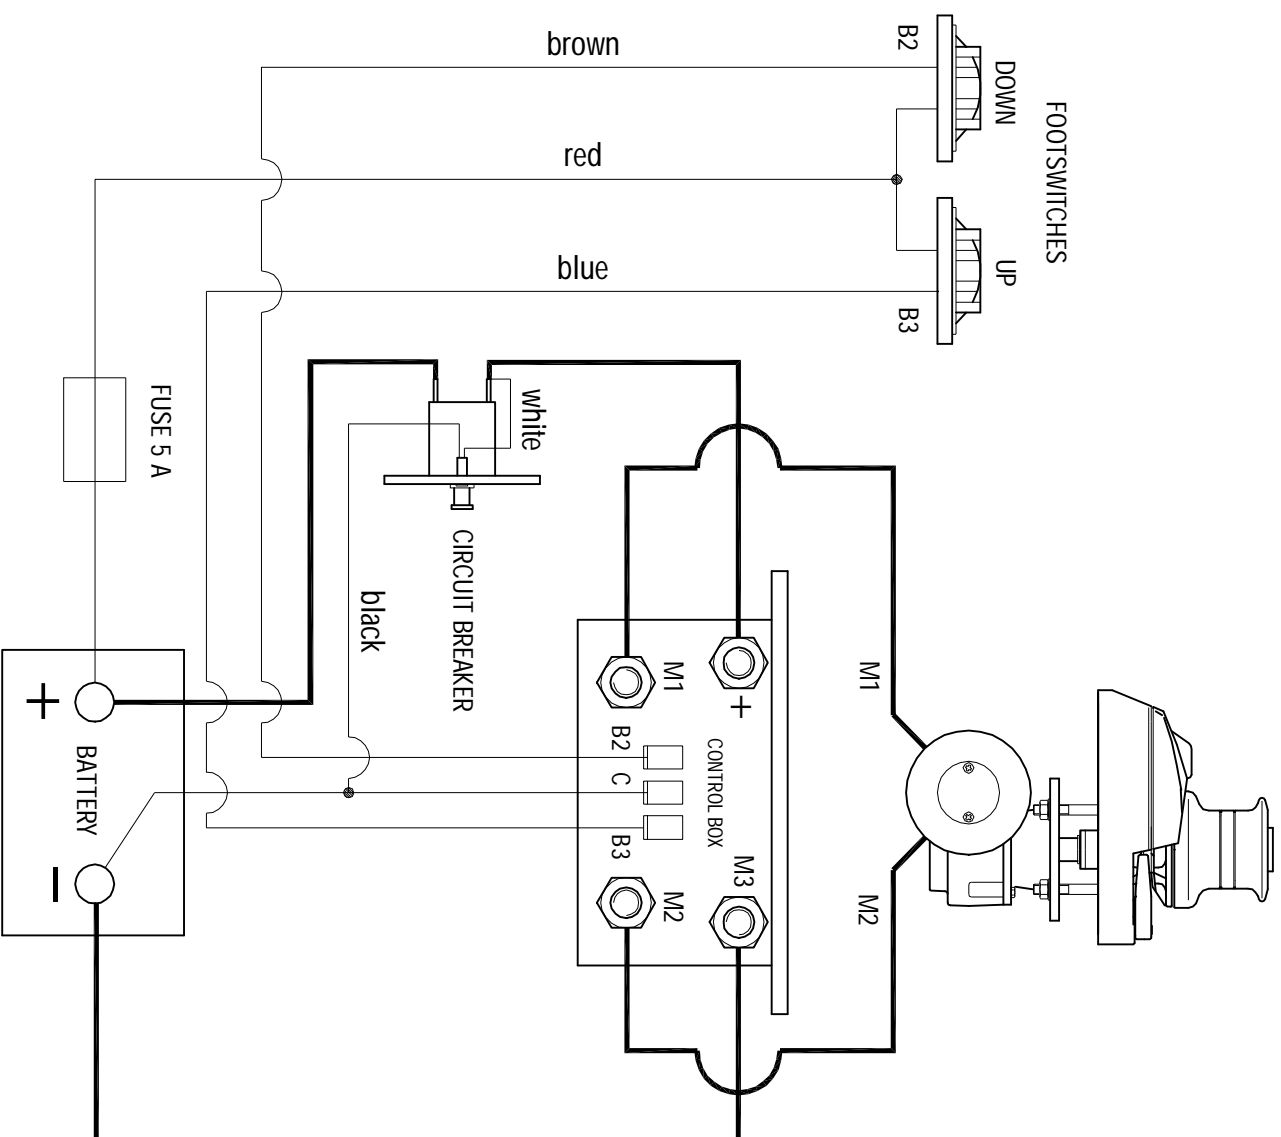 brown
B2
DOWN
FOOTSWITCHES
red
blue
UP
B3
FUSE 5 A
white
CIRCUIT BREAKER
black
M1
+
M1
B2
C
CONTROL BOX
B3
M3
M2
M2
+
BATTERY
-